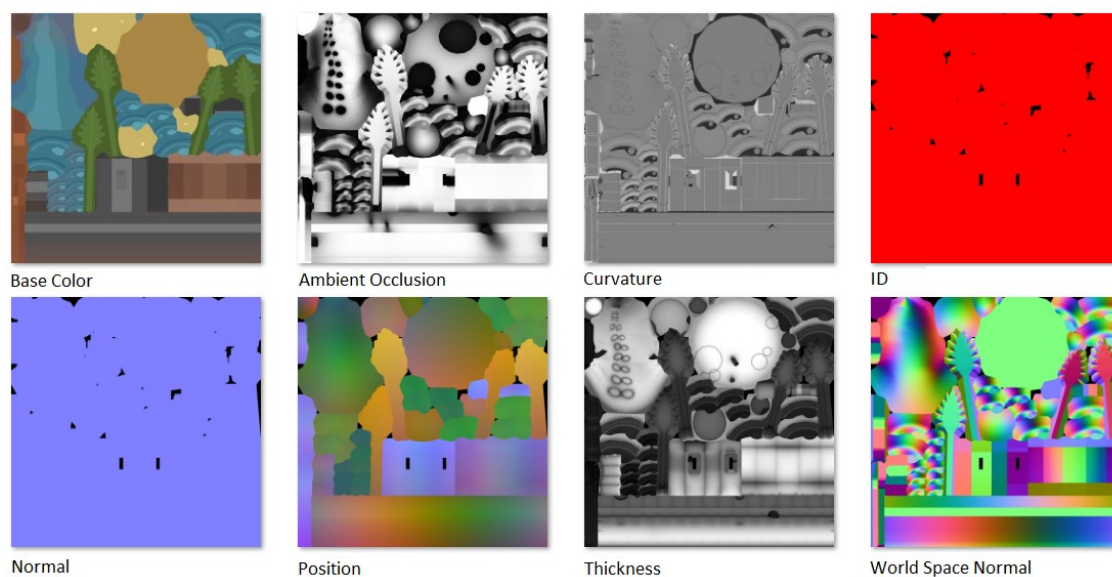 Base Color
Ambient Occlusion
Curvature
ID
Normal
Position
Thickness
World Space Normal